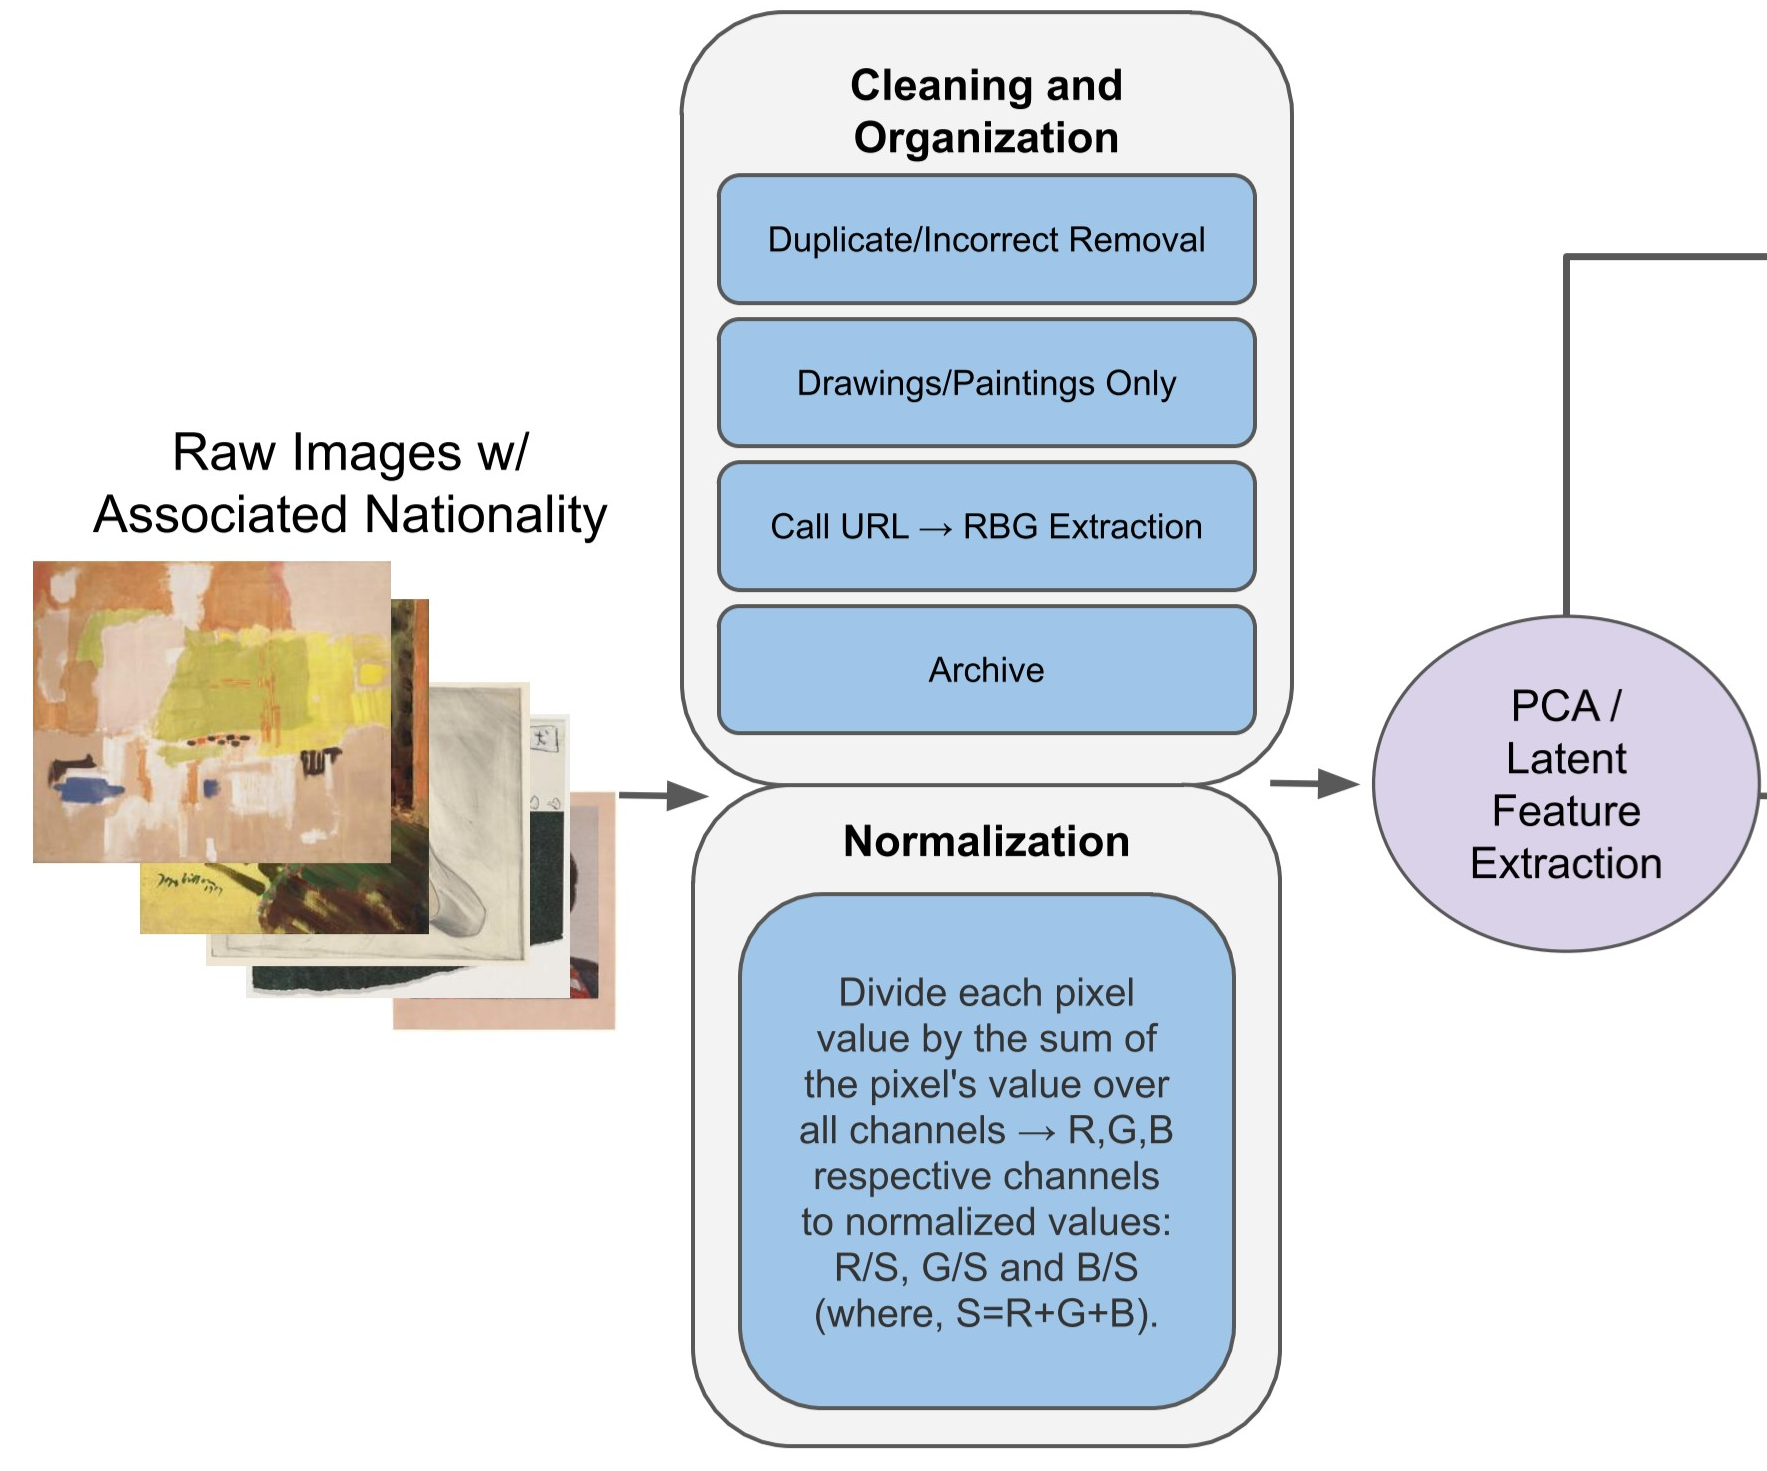 Raw Images w/
Associated Nationality
Cleaning and
Organization
Duplicate/Incorrect Removal
Drawings/Paintings Only
Call URL → RBG Extraction
Archive
Normalization
Divide each pixel
value by the sum of
the pixel's value over
all channels → R,G,B
respective channels
to normalized values:
R/S, G/S and B/S
(where, S=R+G+B).
PCA /
Latent
Feature
Extraction